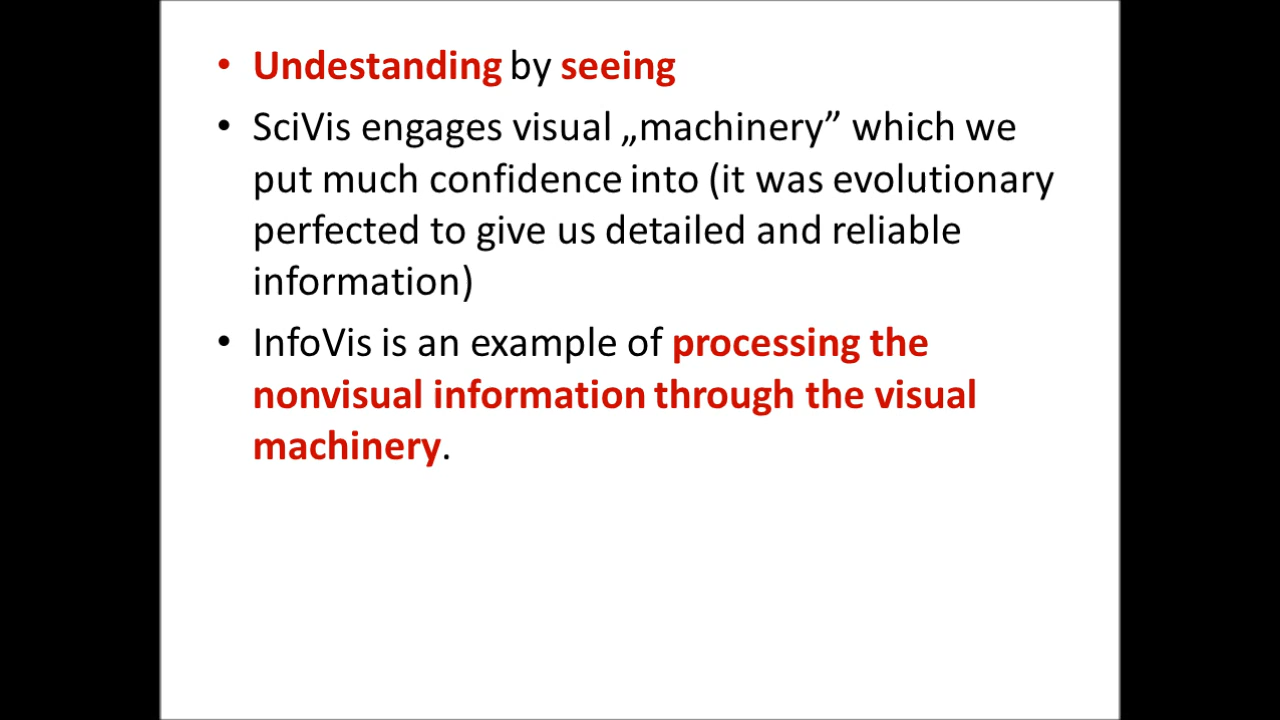 • Undestanding by seeing
• SciVis engages visual „machinery” which we
put much confidence into (it was evolutionary
perfected to give us detailed and reliable
information)
• InfoVis is an example of processing the
nonvisual information through the visual
machinery.